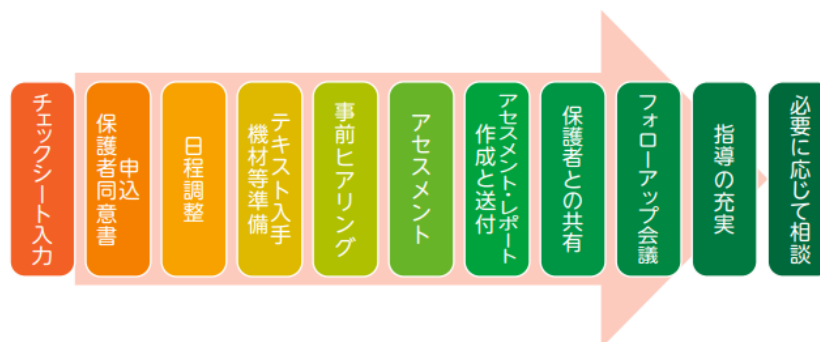 チェックシート入力
申込
保護者同意書
日程調整
テキスト入手
機材等準備
事前ヒアリング
アセスメント
アセスメント・レポート
作成と送付
保護者との共有
フォローアップ会議
指導の充実
必要に応じて相談